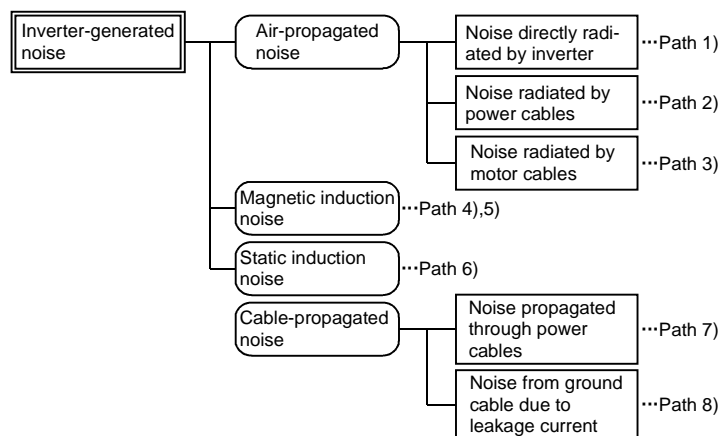 Inverter-generated
noise
Air-propagated
noise
Noise directly radi-
ated by inverter
···Path 1)
Noise radiated by
power cables
···Path 2)
Noise radiated by
motor cables
···Path 3)
Magnetic induction
noise
···Path 4),5)
Static induction
noise
···Path 6)
Cable-propagated
noise
Noise propagated
through power
cables
···Path 7)
Noise from ground
cable due to
leakage current
···Path 8)